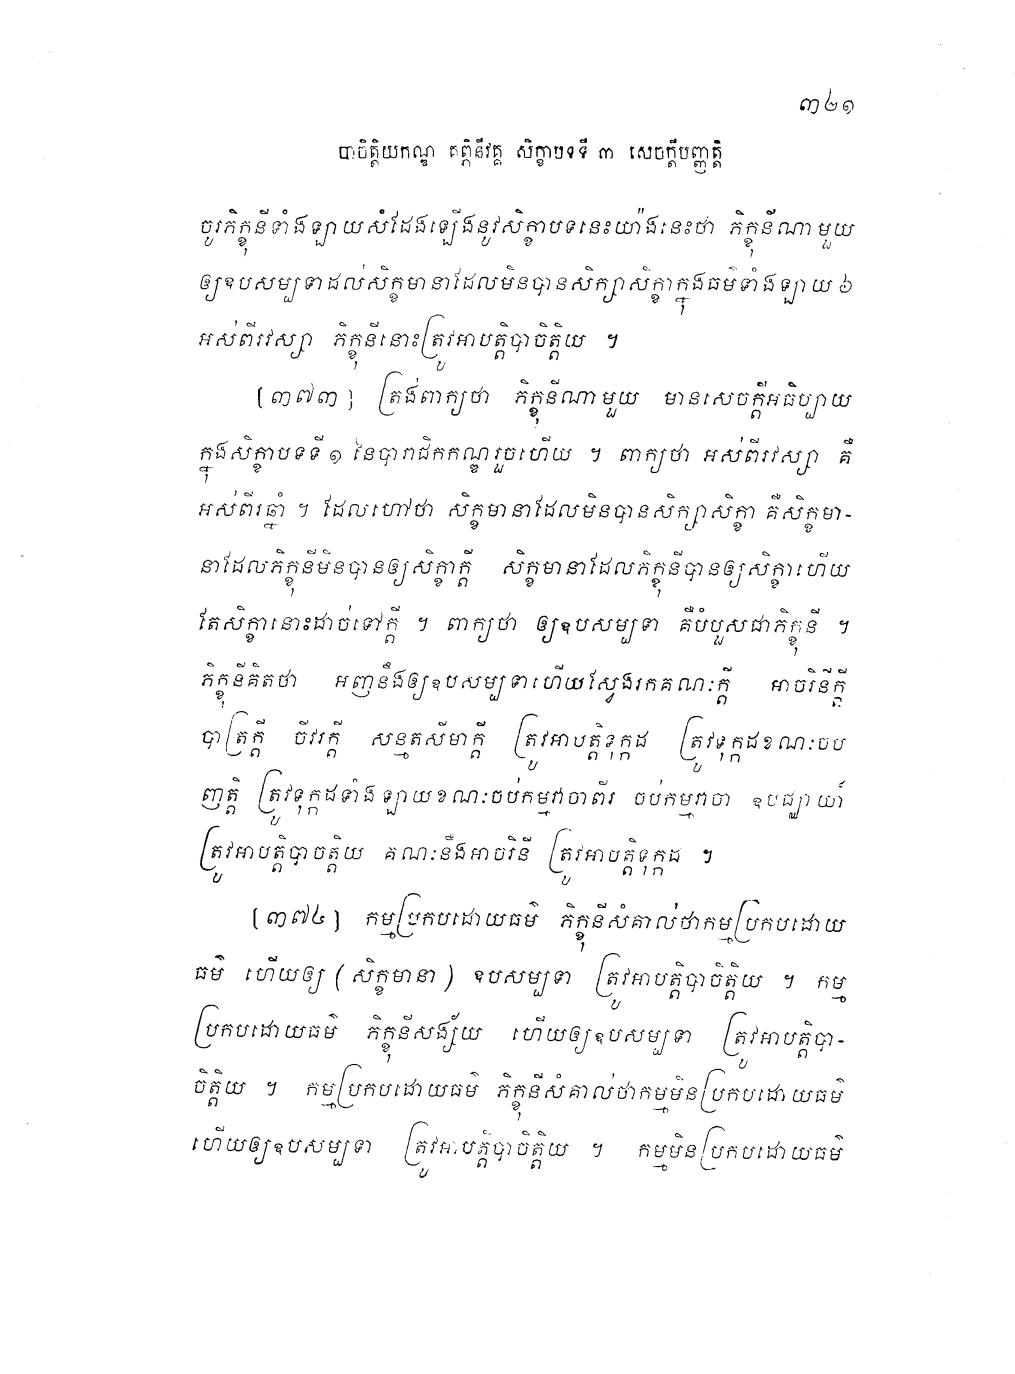 ៣២១
បាចិត្តិយកណ្ឌ គព្ភិនីវគ្គ សិក្ខាបទទី ៣ សេចក្តីបញ្ញត្តិ
ចូរភិក្ខុនីទាំងឡាយសំដែងឡើងនូវសិក្ខាបទនេះយ៉ាងនេះថា ភិក្ខុនីណាមួយ
ឲ្យឧបសម្បទាដល់សិក្ខមានាដែលមិនបានសិក្សាសិក្ខាក្នុងធម៌ទាំងឡាយ ៦
អស់ពីរវស្សា ភិក្ខុនីនោះត្រូវអាបត្តិបាចិត្តិយ ។
[៣៧៣] ត្រង់ពាក្យថា ភិក្ខុនីណាមួយ មានសេចក្តីអធិប្បាយ
ក្នុងសិក្ខាបទទី ១ នៃបារាជិកកណ្ឌរួចហើយ ។ ពាក្យថា អស់ពីរវស្សា គឺ
អស់ពីរឆ្នាំ ។ ដែលហៅថា សិក្ខមានាដែលមិនបានសិក្សាសិក្ខា គឺសិក្ខមា-
នាដែលភិក្ខុនីមិនបានឲ្យសិក្ខាក្តី សិក្ខមានាដែលភិក្ខុនីបានឲ្យសិក្ខាហើយ
តែសិក្ខានោះដាច់ទៅក្តី ។ ពាក្យថា ឲ្យឧបសម្បទា គឺបំបួសជាភិក្ខុនី ។
ភិក្ខុនីគិតថា អញនឹងឲ្យឧបសម្បទាហើយស្វែងរកគណៈក្តី អាចរិនីក្តី
បាត្រក្តី ចីវរក្តី សន្មតសីមាក្តី ត្រូវអាបត្តិទុក្កដ ត្រូវទុក្កដខណៈចប
ញត្តិ ត្រូវទុក្កដទាំងឡាយខណៈចប់កម្មវាចាពីរ ចប់កម្មវាចា ឧបជ្ឈាយា៍
ត្រូវអាបត្តិបាចត្តិយ គណៈនឹងអាចរិនី ត្រូវអាបត្តិទុក្កដ ។
[៣៧៤] កម្មប្រកបដោយធម៌ ភិក្ខុនីសំគាល់ថាកម្មប្រកបដោយ
ធម៌ ហើយឲ្យ (សិក្ខមានា) ឧបសម្បទា ត្រូវអាបត្តិបាចិត្តិយ ។ កម្ម
ប្រកបដោយធម៌ ភិក្ខុនីសង្ស័យ ហើយឲ្យឧបសម្បទា ត្រូវអាបត្តិបា-
ចិត្តិយ ។ កម្មប្រកបដោយធម៌ ភិក្ខុនីសំគាល់ថាកម្មមិនប្រកបដោយធម៌
ហើយឲ្យឧបសម្បទា ត្រូវអាបត្តិបាចិត្តិយ ។ កម្មមិនប្រកបដោយធម៌